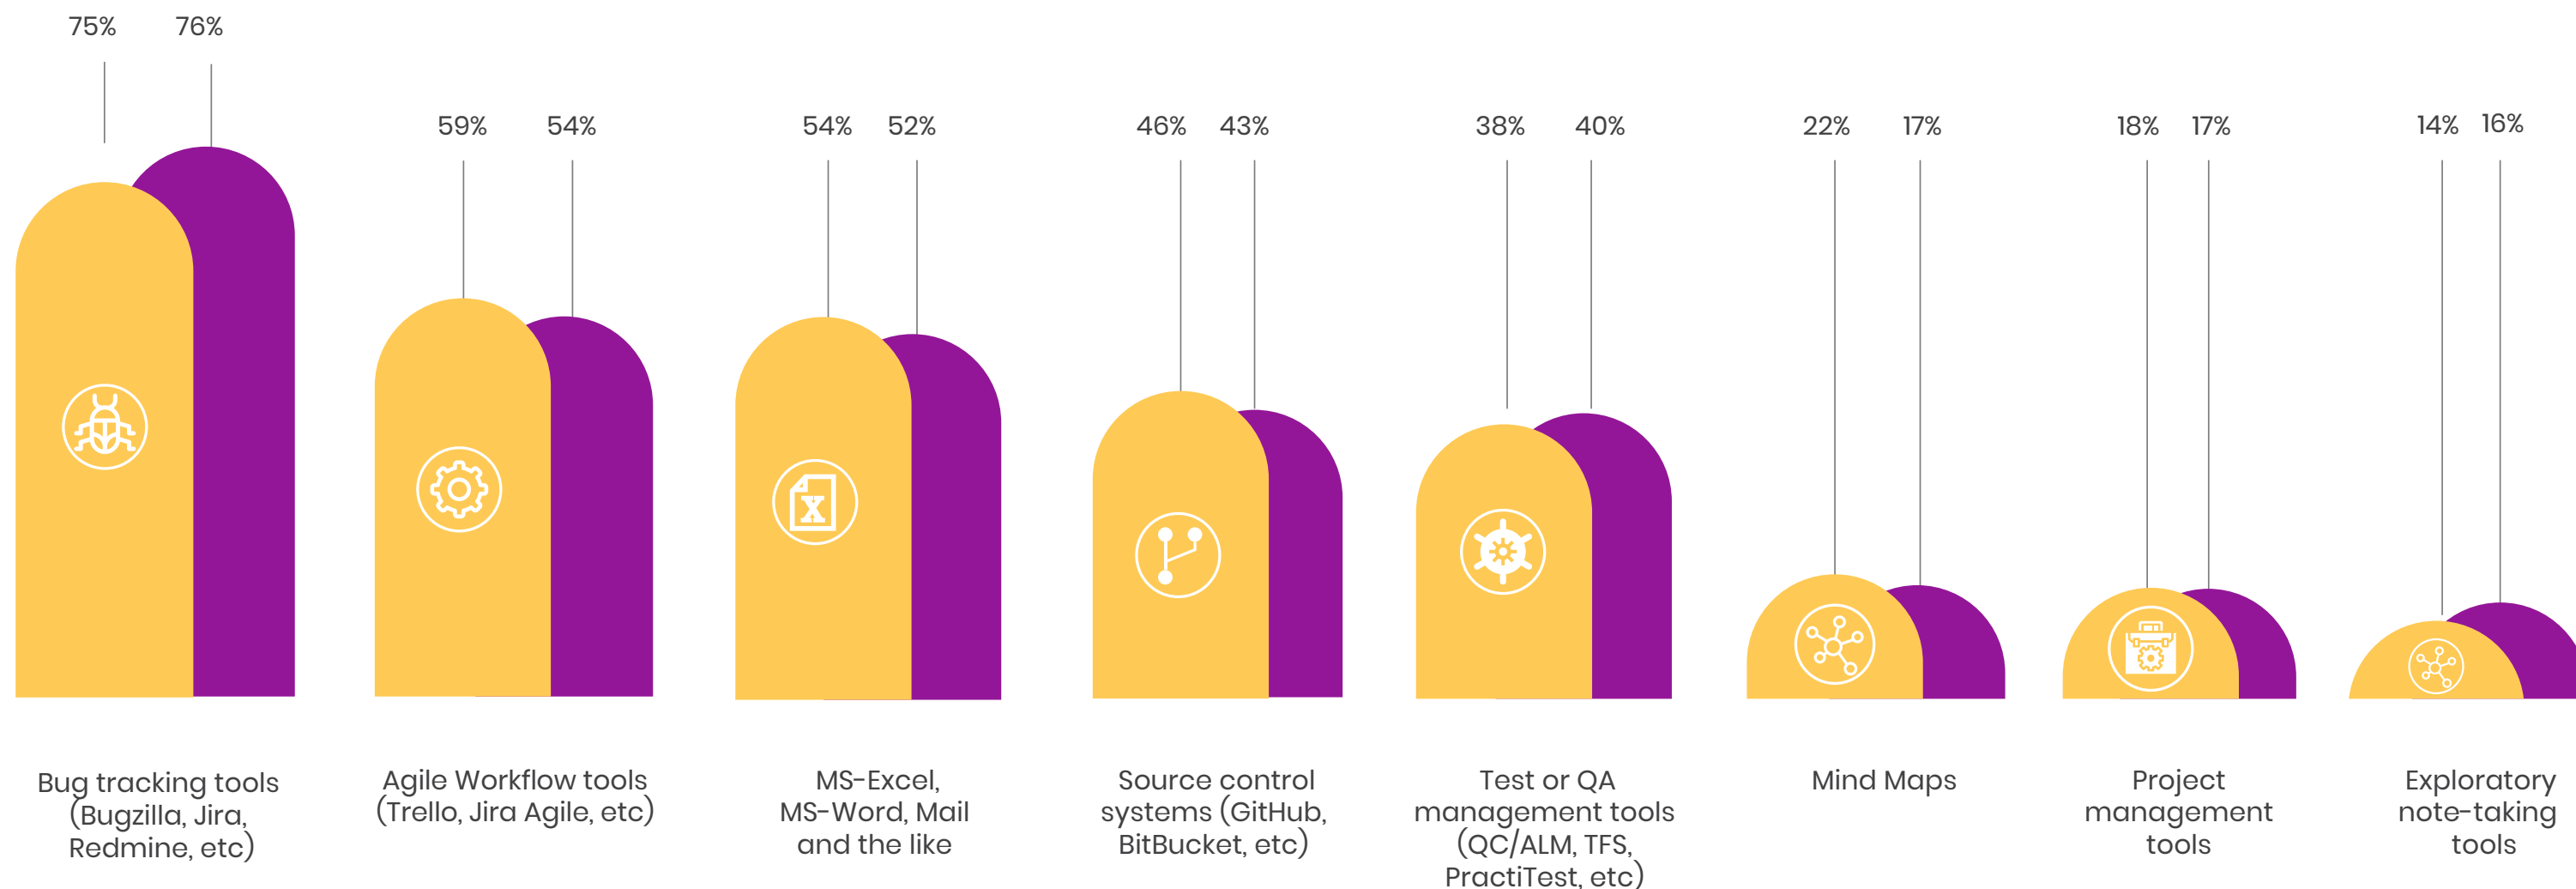 75% 76%
59% 54%
54% 52%
46% 43%
38% 40%
22% 17%
18% 17%
14% 16%
Bug tracking tools
(Bugzilla, Jira,
Redmine, etc)
Agile Workflow tools
(Trello, Jira Agile, etc)
MS-Excel,
MS-Word, Mail
and the like
Source control
systems (GitHub,
BitBucket, etc)
Test or QA
management tools
(QC/ALM, TFS,
PractiTest, etc)
Mind Maps
Project
management
tools
Exploratory
note-taking
tools
X